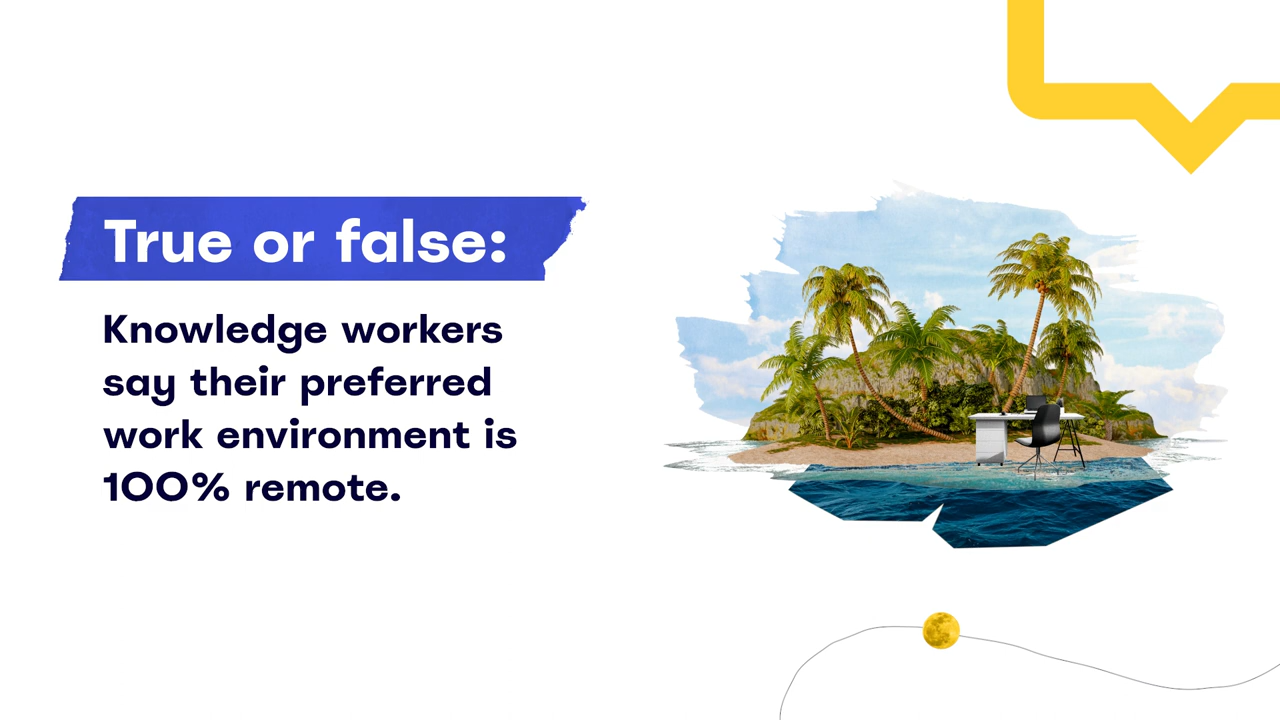 True or false:
Knowledge workers
say their preferred
work environment is
100% remote.